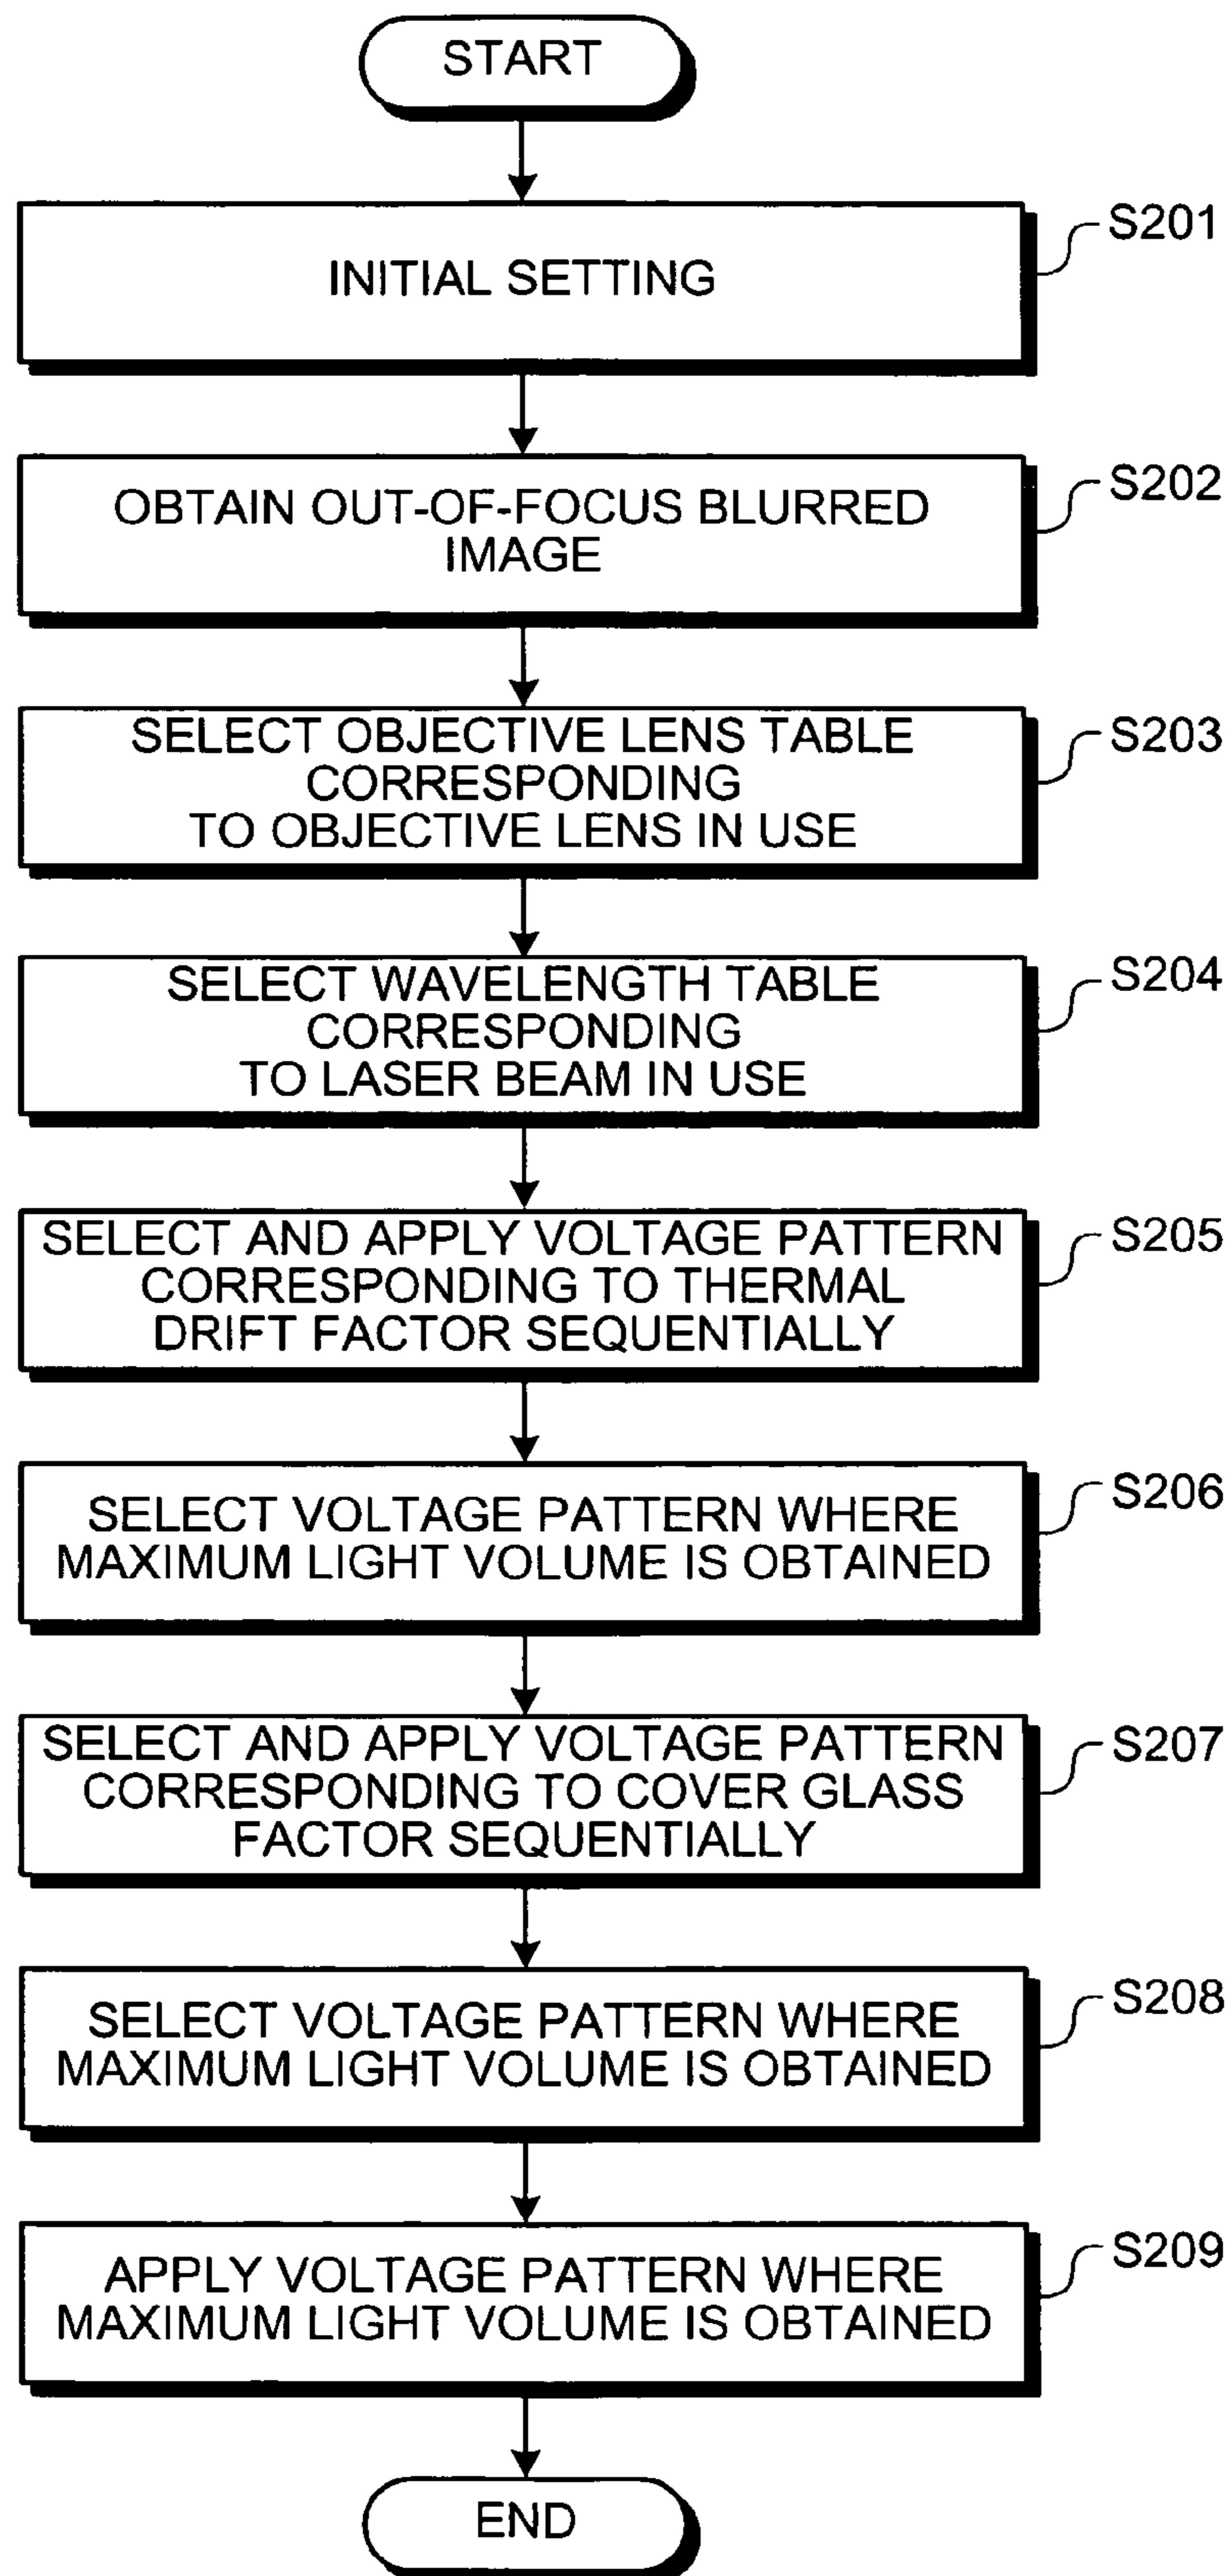 START
INITIAL SETTING
S201
OBTAIN OUT-OF-FOCUS BLURRED
IMAGE
S202
SELECT OBJECTIVE LENS TABLE
CORRESPONDING
TO OBJECTIVE LENS IN USE
S203
SELECT WAVELENGTH TABLE
CORRESPONDING
TO LASER BEAM IN USE
S204
SELECT AND APPLY VOLTAGE PATTERN
CORRESPONDING TO THERMAL
DRIFT FACTOR SEQUENTIALLY
S205
SELECT VOLTAGE PATTERN WHERE
MAXIMUM LIGHT VOLUME IS OBTAINED
S206
SELECT AND APPLY VOLTAGE PATTERN
CORRESPONDING TO COVER GLASS
FACTOR SEQUENTIALLY
S207
SELECT VOLTAGE PATTERN WHERE
MAXIMUM LIGHT VOLUME IS OBTAINED
S208
APPLY VOLTAGE PATTERN WHERE
MAXIMUM LIGHT VOLUME IS OBTAINED
S209
END